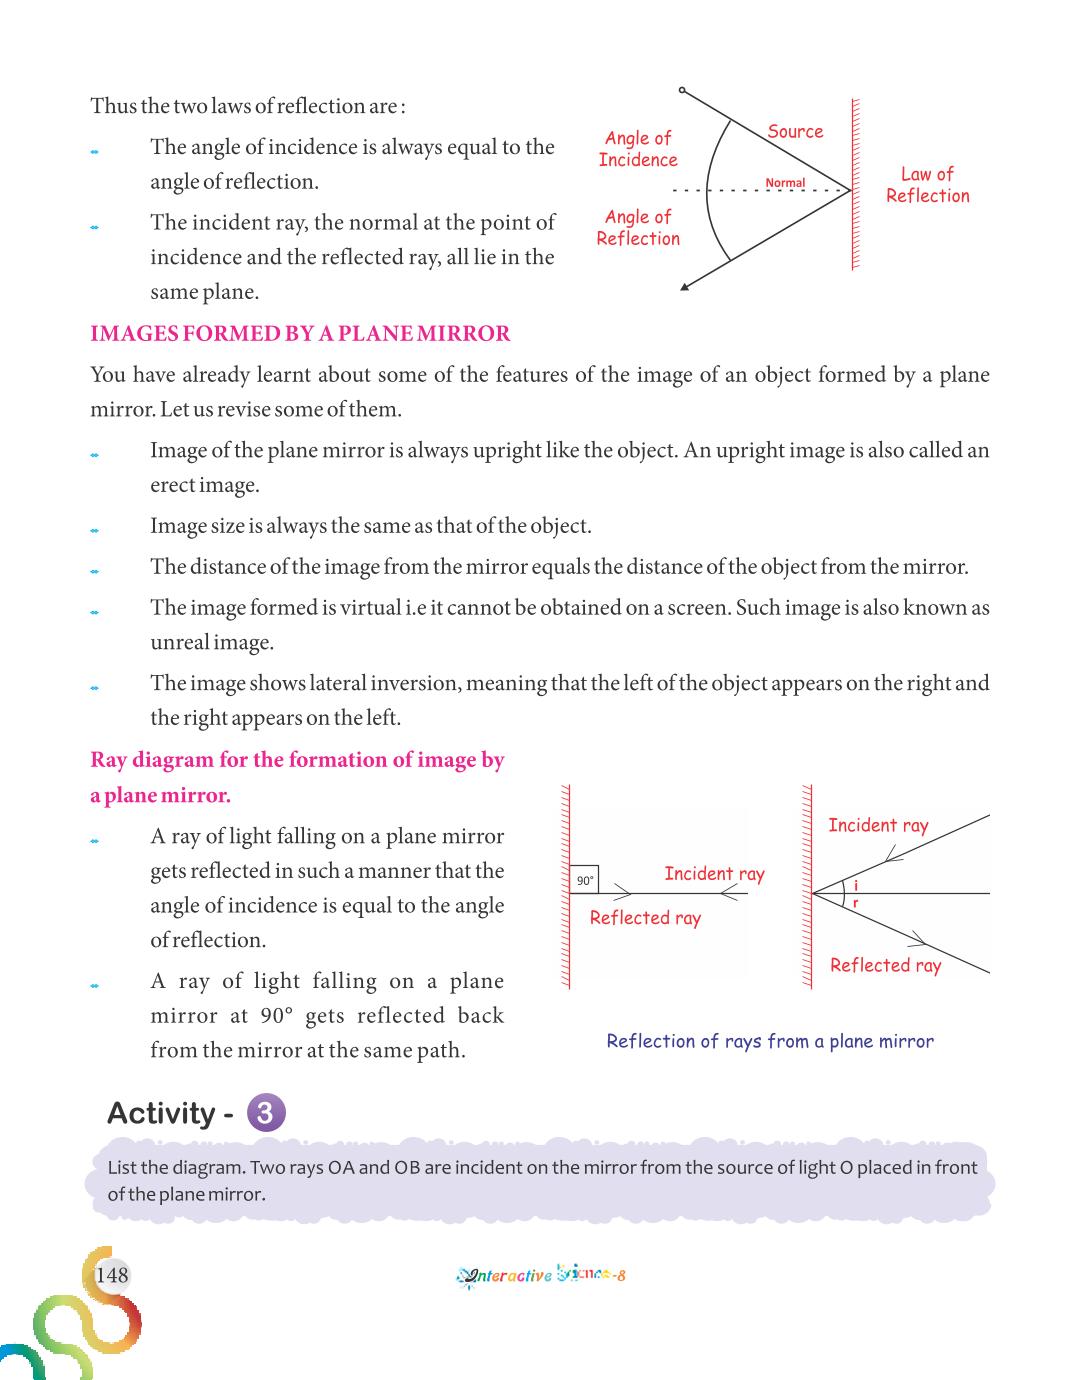 Thus the two laws of reflection are :
The angle of incidence is always equal to the
angle of reflection.
The incident ray, the normal at the point of
incidence and the reflected ray, all lie in the
same plane.
Angle of
Incidence
Source
Normal
Angle of
Reflection
Law of
Reflection
IMAGES FORMED BY A PLANE MIRROR
You have already learnt about some of the features of the image of an object formed by a plane
mirror. Let us revise some of them.
Image of the plane mirror is always upright like the object. An upright image is also called an
erect image.
Image size is always the same as that of the object.
The distance of the image from the mirror equals the distance of the object from the mirror.
The image formed is virtual i.e it cannot be obtained on a screen. Such image is also known as
unreal image.
The image shows lateral inversion, meaning that the left of the object appears on the right and
the right appears on the left.
Ray diagram for the formation of image by
a plane mirror.
A ray of light falling on a plane mirror
gets reflected in such a manner that the
angle of incidence is equal to the angle
of reflection.
A ray of light falling on a plane
mirror at 90° gets reflected back
from the mirror at the same path.
90°
Incident ray
Reflected ray
Incident ray
i
r
Reflected ray
Reflection of rays from a plane mirror
Activity - 3
List the diagram. Two rays OA and OB are incident on the mirror from the source of light O placed in front
of the plane mirror.
148
Interactive Science-8